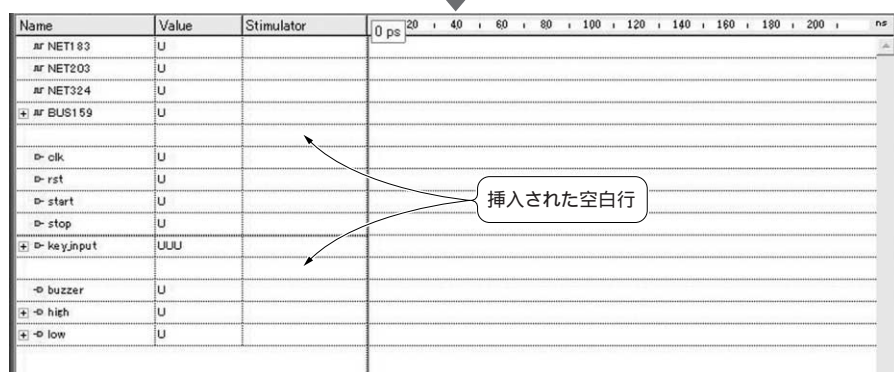 Name Value Stimulator 0 ps 20 40 60 80 100 120 140 160 180 200 ns
NET183 U
NET203 U
NET324 U
BUS159 U
clk U
rst U
start U
stop U
key_input UUU
buzzer U
high U
low U
挿入された空白行